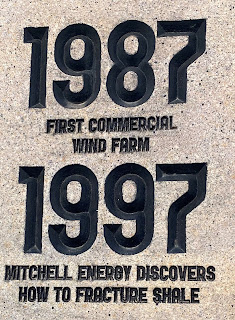 1987
FIRST COMMERCIAL
WIND FARM
1997
MITCHELL ENERGY DISCOVERS
HOW TO FRACTURE SHALE